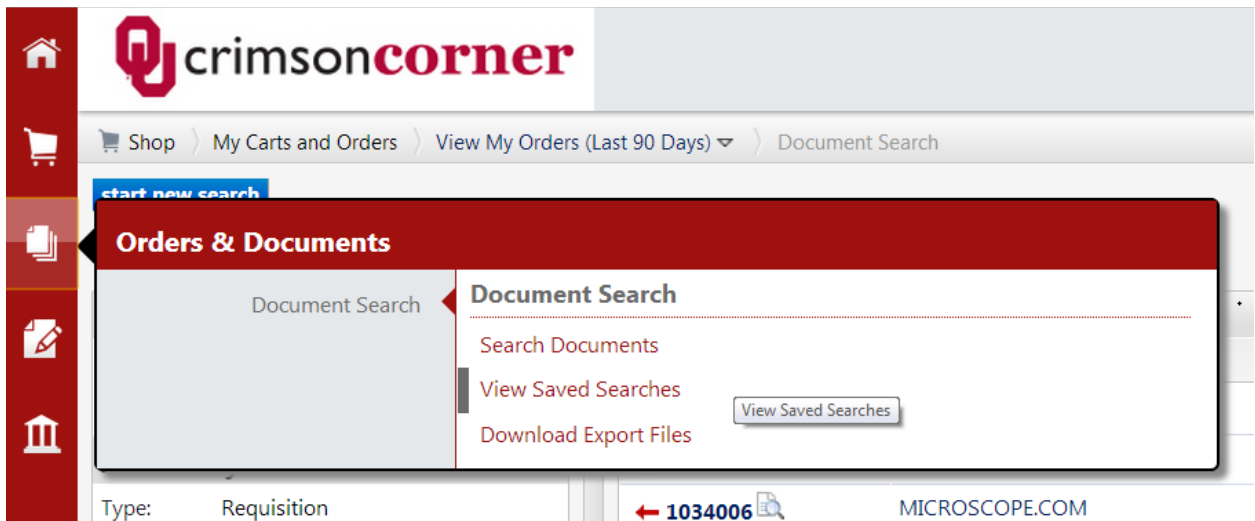 crimsoncorner
Shop My Carts and Orders View My Orders (Last 90 Days) Document Search
start new search
Orders & Documents
Document Search
Document Search
Search Documents
View Saved Searches
View Saved Searches
Download Export Files
Type: Requisition
1034006 MICROSCOPE.COM